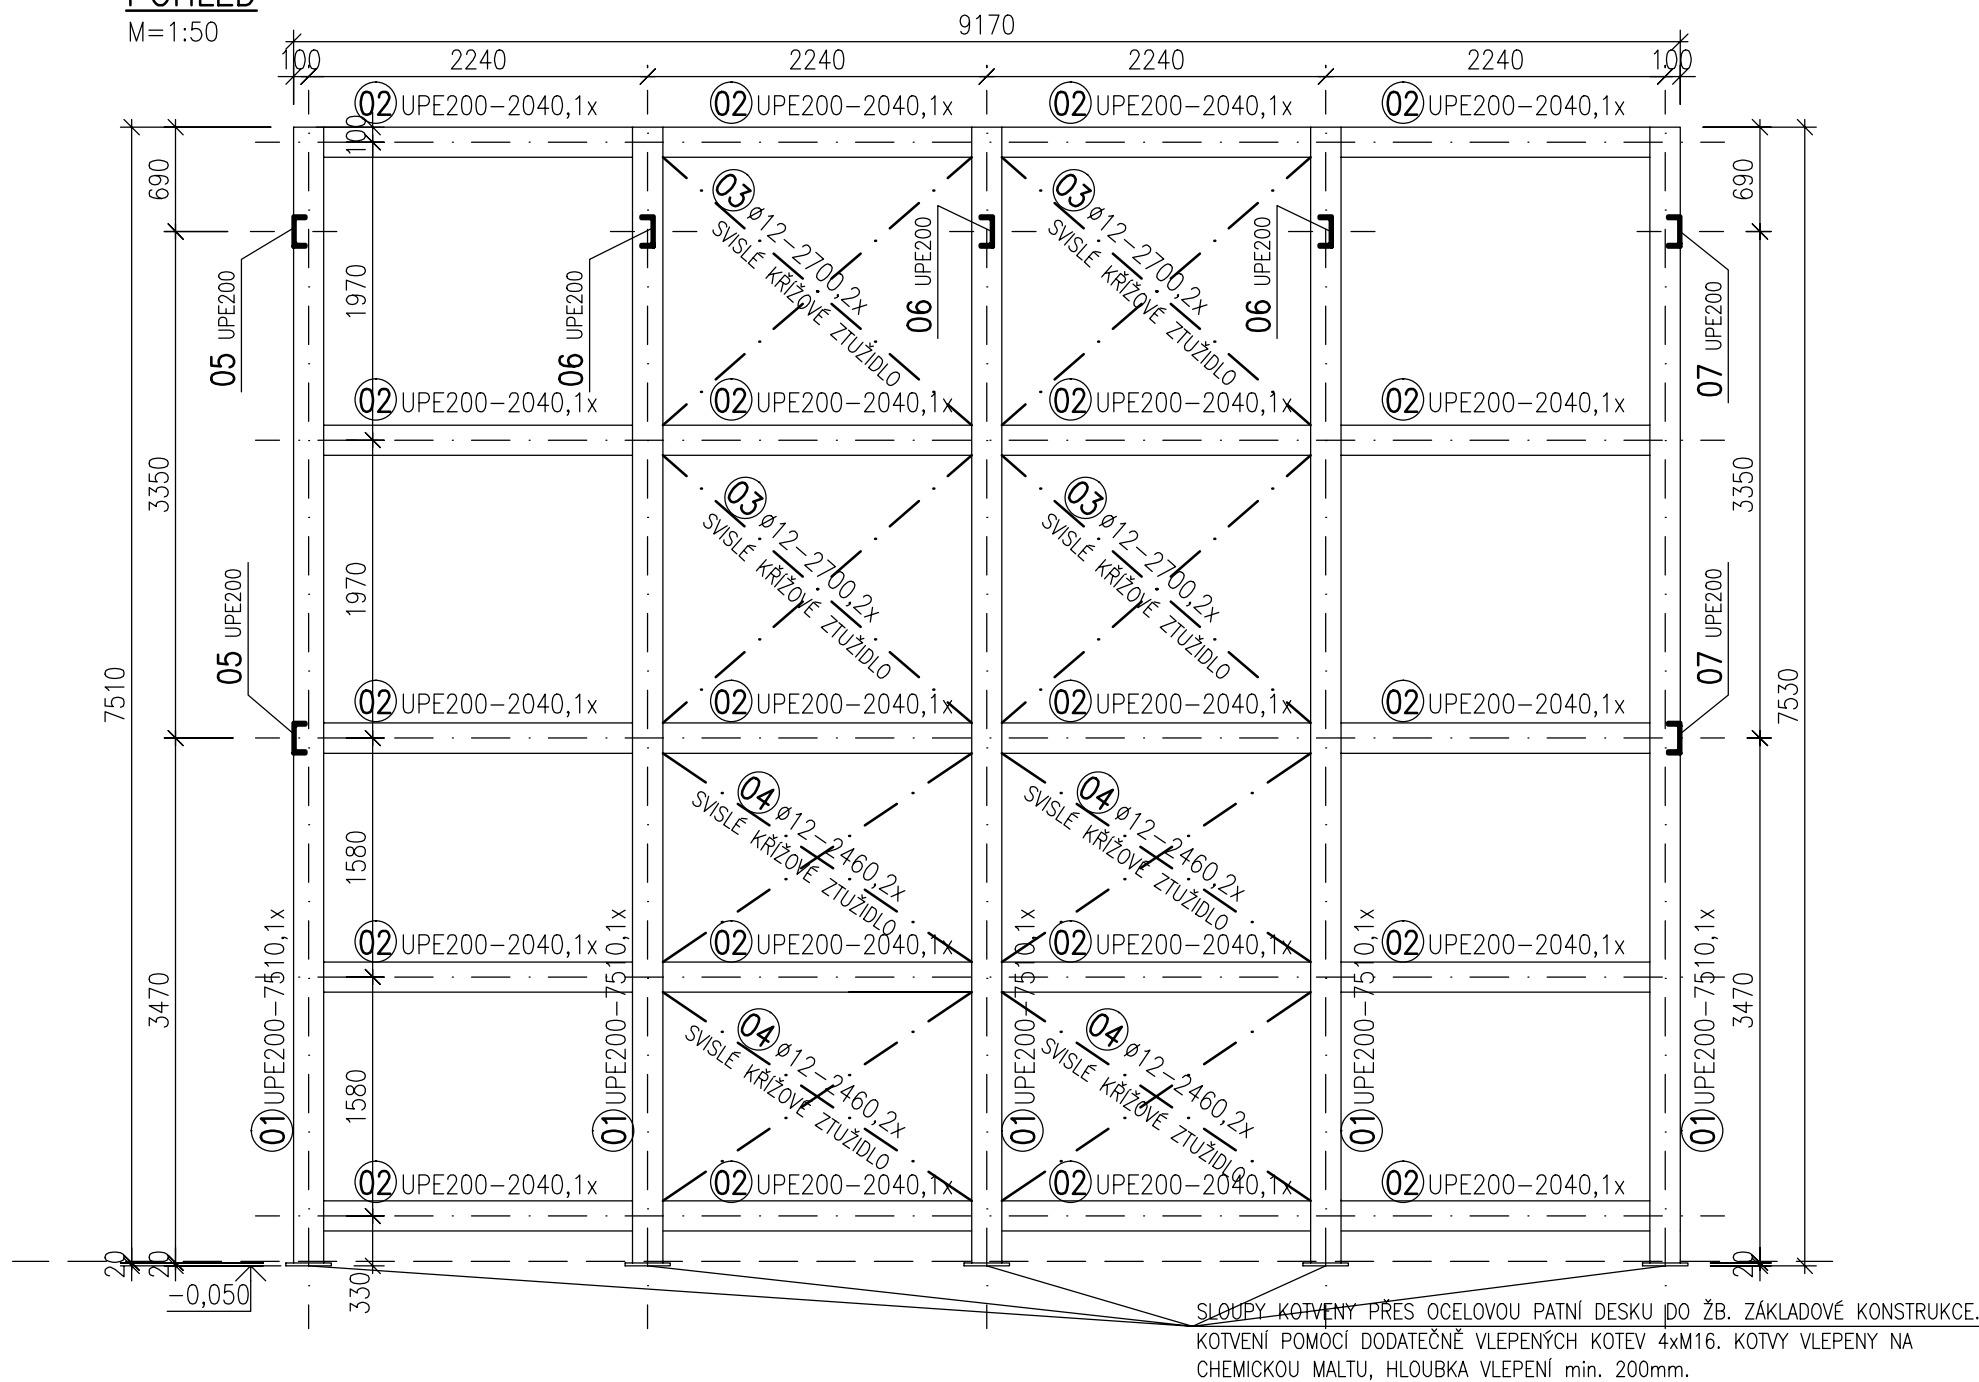 POHLED
M=1:50
9170
100
2240
2240
2240
2240
100
02 UPE200-2040,1x
02 UPE200-2040,1x
02 UPE200-2040,1x
02 UPE200-2040,1x
100
690
690
03 ø12-2700,2x
SVISLÉ KŘÍŽOVÉ ZTUŽIDLO
03 ø12-2700,2x
SVISLÉ KŘÍŽOVÉ ZTUŽIDLO
05 UPE200
06 UPE200
06 UPE200
06 UPE200
07 UPE200
1970
02 UPE200-2040,1x
02 UPE200-2040,1x
02 UPE200-2040,1x
02 UPE200-2040,1x
3350
3350
03 ø12-2700,2x
SVISLÉ KŘÍŽOVÉ ZTUŽIDLO
03 ø12-2700,2x
SVISLÉ KŘÍŽOVÉ ZTUŽIDLO
1970
05 UPE200
07 UPE200
7510
7530
02 UPE200-2040,1x
02 UPE200-2040,1x
02 UPE200-2040,1x
02 UPE200-2040,1x
04 ø12-2460,2x
SVISLÉ KŘÍŽOVÉ ZTUŽIDLO
04 ø12-2460,2x
SVISLÉ KŘÍŽOVÉ ZTUŽIDLO
1580
02 UPE200-2040,1x
02 UPE200-2040,1x
02 UPE200-2040,1x
02 UPE200-2040,1x
3470
3470
01 UPE200-7510,1x
01 UPE200-7510,1x
01 UPE200-7510,1x
01 UPE200-7510,1x
01 UPE200-7510,1x
04 ø12-2460,2x
SVISLÉ KŘÍŽOVÉ ZTUŽIDLO
04 ø12-2460,2x
SVISLÉ KŘÍŽOVÉ ZTUŽIDLO
1580
02 UPE200-2040,1x
02 UPE200-2040,1x
02 UPE200-2040,1x
02 UPE200-2040,1x
20
20
20
-0,050
330
SLOUPY KOTVENY PŘES OCELOVOU PATNÍ DESKU DO ŽB. ZÁKLADOVÉ KONSTRUKCE.
KOTVENÍ POMOCÍ DODATEČNĚ VLEPENÝCH KOTEV 4xM16. KOTVY VLEPENY NA
CHEMICKOU MALTU, HLOUBKA VLEPENÍ min. 200mm.